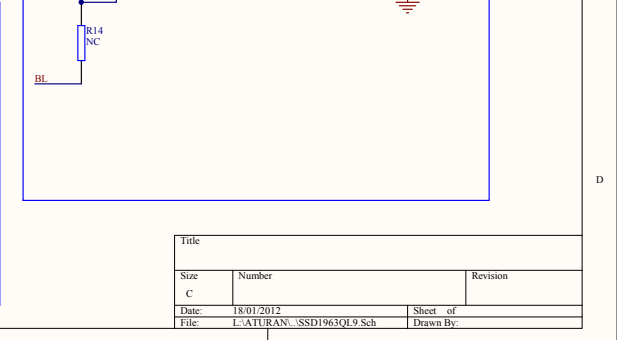 R14
NC
BL
D
Title
Size Number Revision
C
Date: 18/01/2012 Sheet of
File: L:\ATURAN\..\SSD1963QL9.Sch Drawn By: